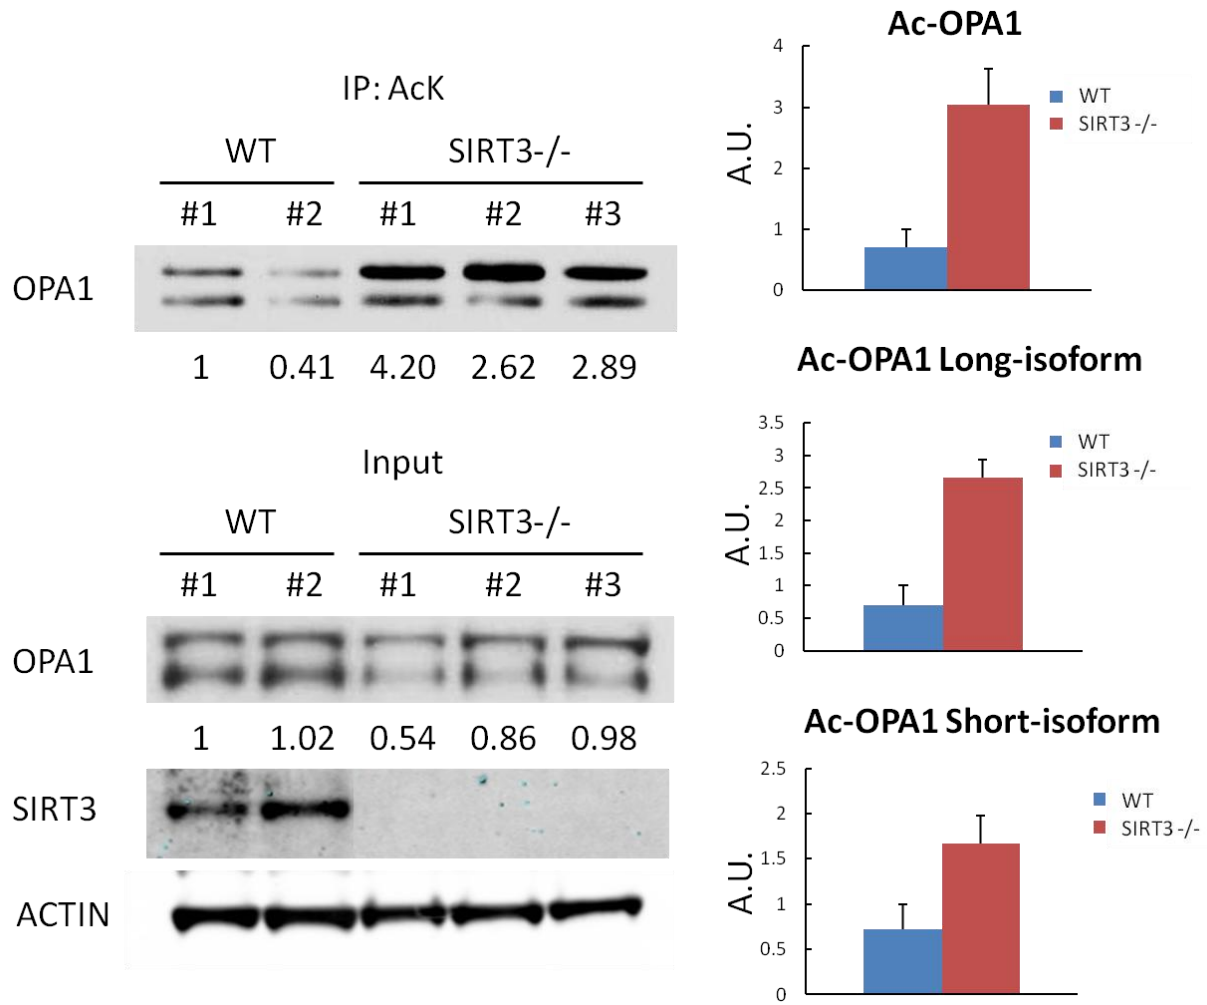 IP: AcK
WT SIRT3-/-
#1 #2 #1 #2 #3
OPA1
1 0.41 4.20 2.62 2.89
Input
WT SIRT3-/-
#1 #2 #1 #2 #3
OPA1
1 1.02 0.54 0.86 0.98
SIRT3
ACTIN
Ac-OPA1
4
3
2
1
0
A.U.
WT
SIRT3 -/-
Ac-OPA1 Long-isoform
3.5
3
2.5
2
1.5
1
0.5
0
A.U.
WT
SIRT3 -/-
Ac-OPA1 Short-isoform
2.5
2
1.5
1
0.5
0
A.U.
WT
SIRT3 -/-